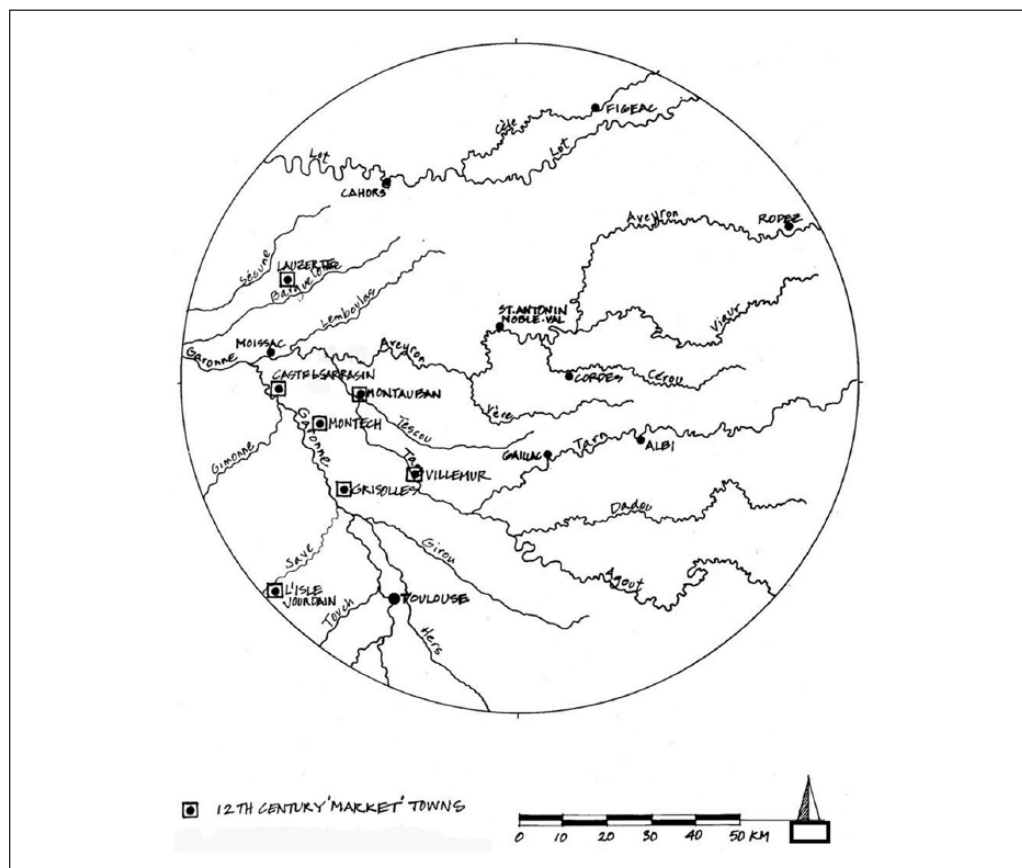 FIGEAC
Célé
Lot
Lot
CAHORS
Aveyron
RODEZ
Séoune
LAUZERTE
Barguelonne
Lemboulas
Viaur
ST. ANTONIN
NOBLE-VAL
MOISSAC
Garonne
Aveyron
CASTELSARRASIN
MONTAUBAN
CORDES
Cérou
Vère
Tescou
MONTECH
Garonne
Gimonne
Tarn
ALBI
GAILLAC
Tarn
VILLEMUR
GRISOLLES
Dadou
Save
Girou
Agout
L'ISLE
JOURDAIN
Touch
TOULOUSE
Hers
12TH CENTURY 'MARKET' TOWNS
0 10 20 30 40 50 KM